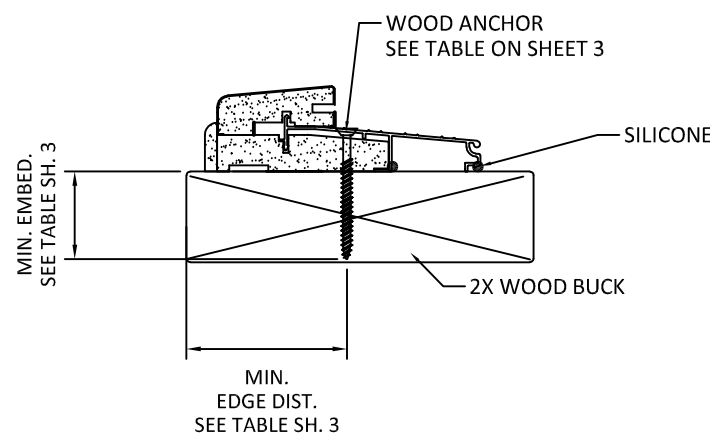 WOOD ANCHOR
SEE TABLE ON SHEET 3
SILICONE
MIN. EMBED.
SEE TABLE SH. 3
2X WOOD BUCK
MIN.
EDGE DIST.
SEE TABLE SH. 3